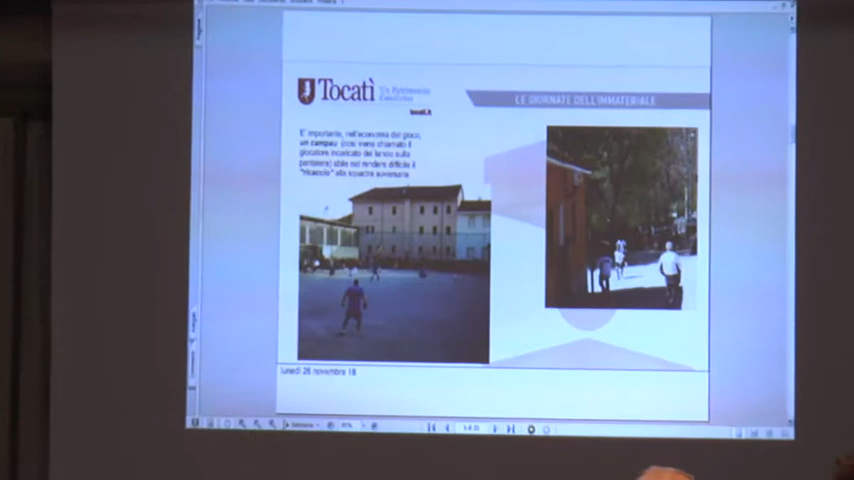 Tocatì
Un Patrimonio
Condiviso
tocati.it
LE GIORNATE DELL'IMMATERIALE
E' importante, nell'economia del gioco,
un campau (così viene chiamato il
giocatore incaricato del lancio sulla
pantalera) abile nel rendere difficile il
"ricaccio" alla squadra avversaria
lunedì 26 novembre 18